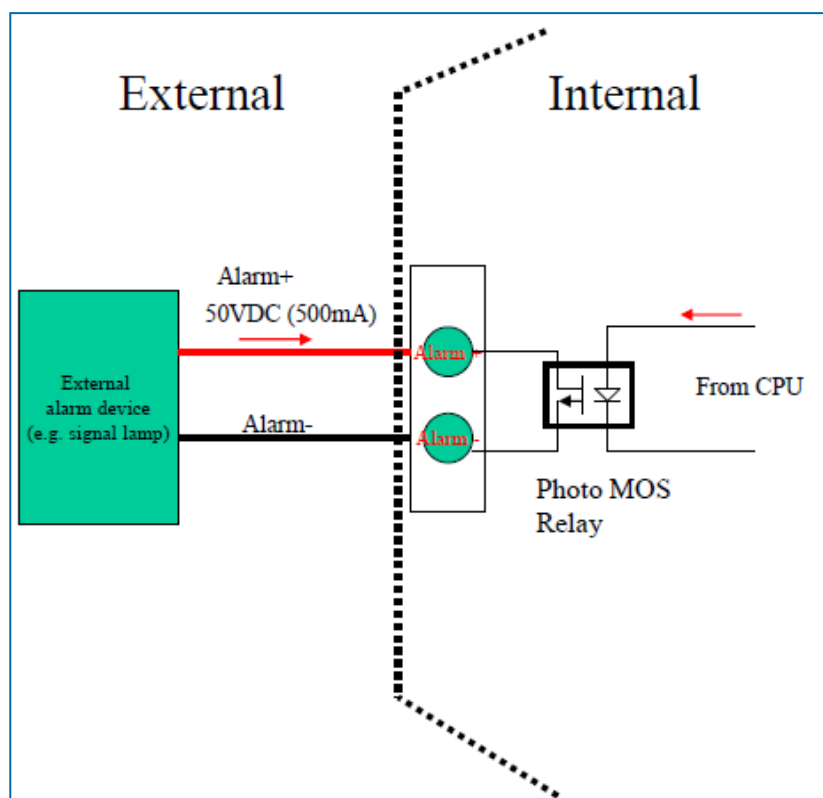 External
Internal
Alarm+
50VDC (500mA)
Alarm +
External
alarm device
(e.g. signal lamp)
From CPU
Alarm-
Alarm -
Photo MOS
Relay